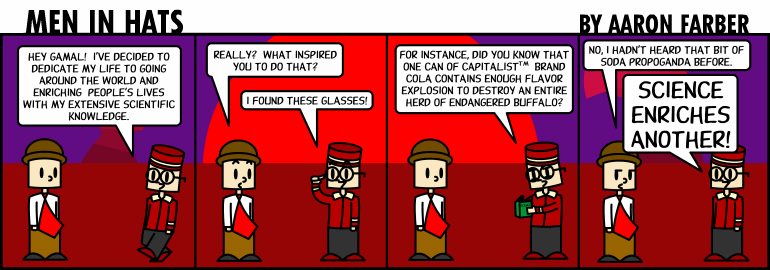 MEN IN HATS
BY AARON FARBER
HEY GAMAL! I'VE DECIDED TO
DEDICATE MY LIFE TO GOING
AROUND THE WORLD AND
ENRICHING PEOPLE'S LIVES
WITH MY EXTENSIVE SCIENTIFIC
KNOWLEDGE.
REALLY? WHAT INSPIRED
YOU TO DO THAT?
I FOUND THESE GLASSES!
FOR INSTANCE, DID YOU KNOW THAT
ONE CAN OF CAPITALIST™ BRAND
COLA CONTAINS ENOUGH FLAVOR
EXPLOSION TO DESTROY AN ENTIRE
HERD OF ENDANGERED BUFFALO?
NO, I HADN'T HEARD THAT BIT OF
SODA PROPOGANDA BEFORE.
SCIENCE
ENRICHES
ANOTHER!